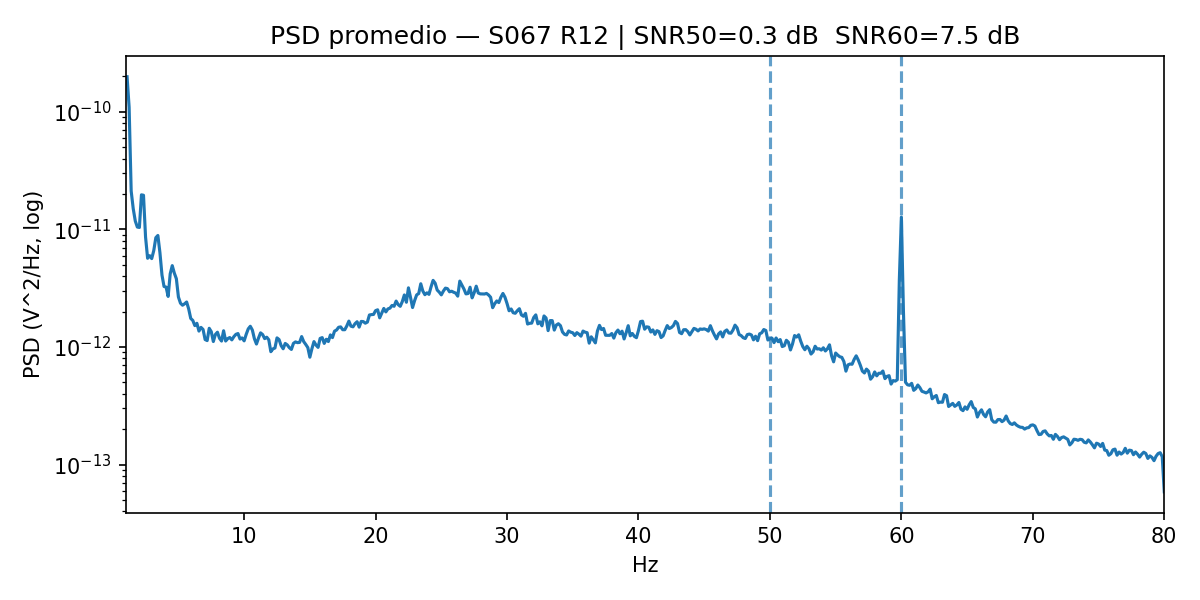 PSD promedio — S067 R12 | SNR50=0.3 dB  SNR60=7.5 dB
PSD (V^2/Hz, log)
10⁻¹⁰
10⁻¹¹
10⁻¹²
10⁻¹³
10 20 30 40 50 60 70 80
Hz